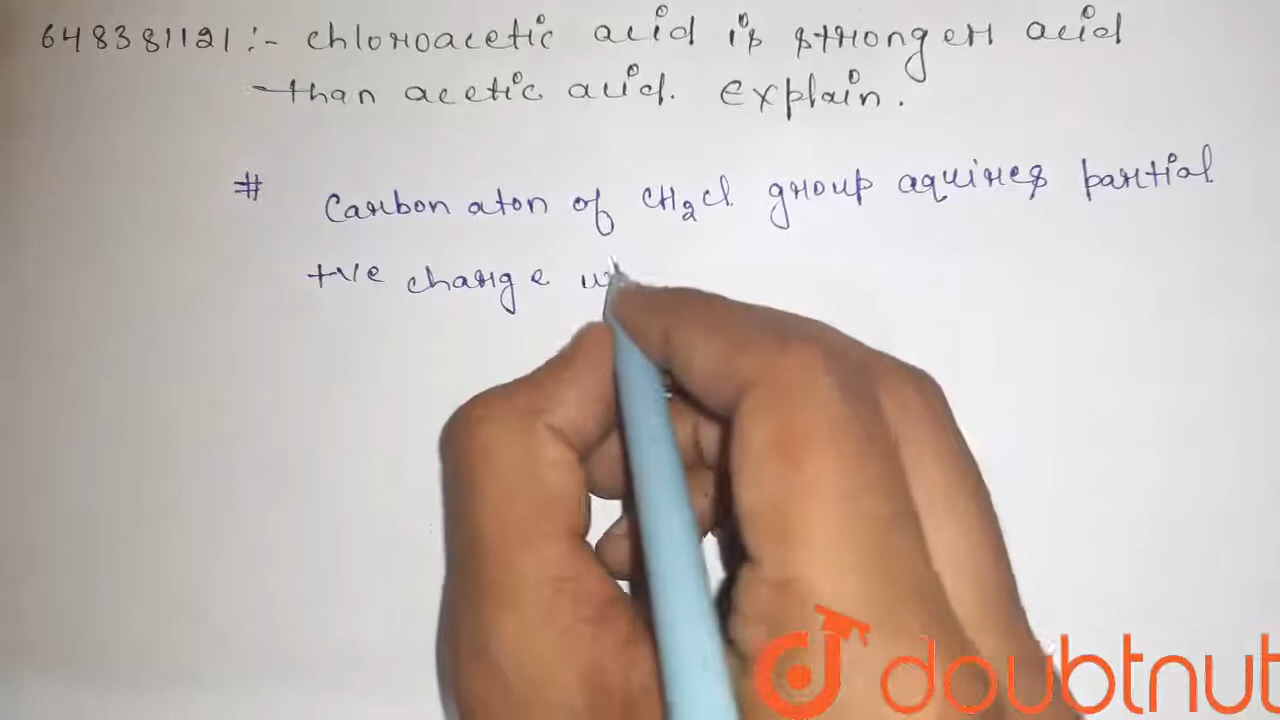 648381121:- chloroacetic acid is stronger acid
than acetic acid. explain.
# Carbon aton of CH2Cl group aquires partial
+ve charge w
doubtnut